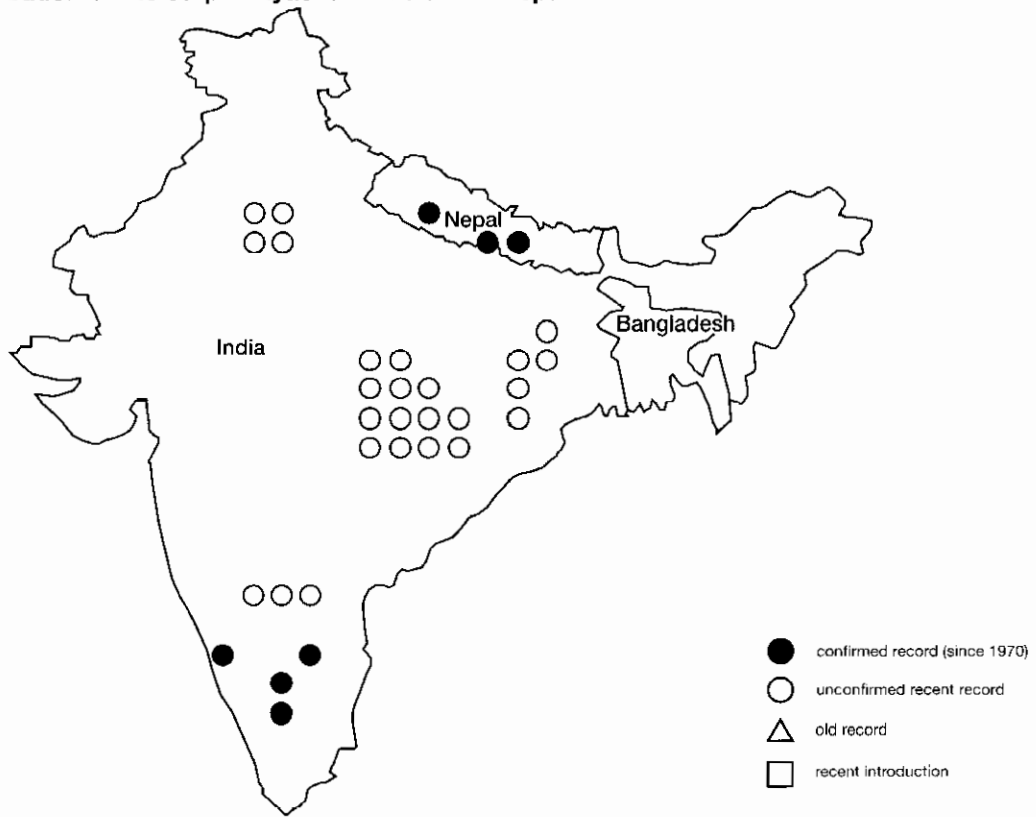 Nepal
Bangladesh
India
confirmed record (since 1970)
unconfirmed recent record
old record
recent introduction